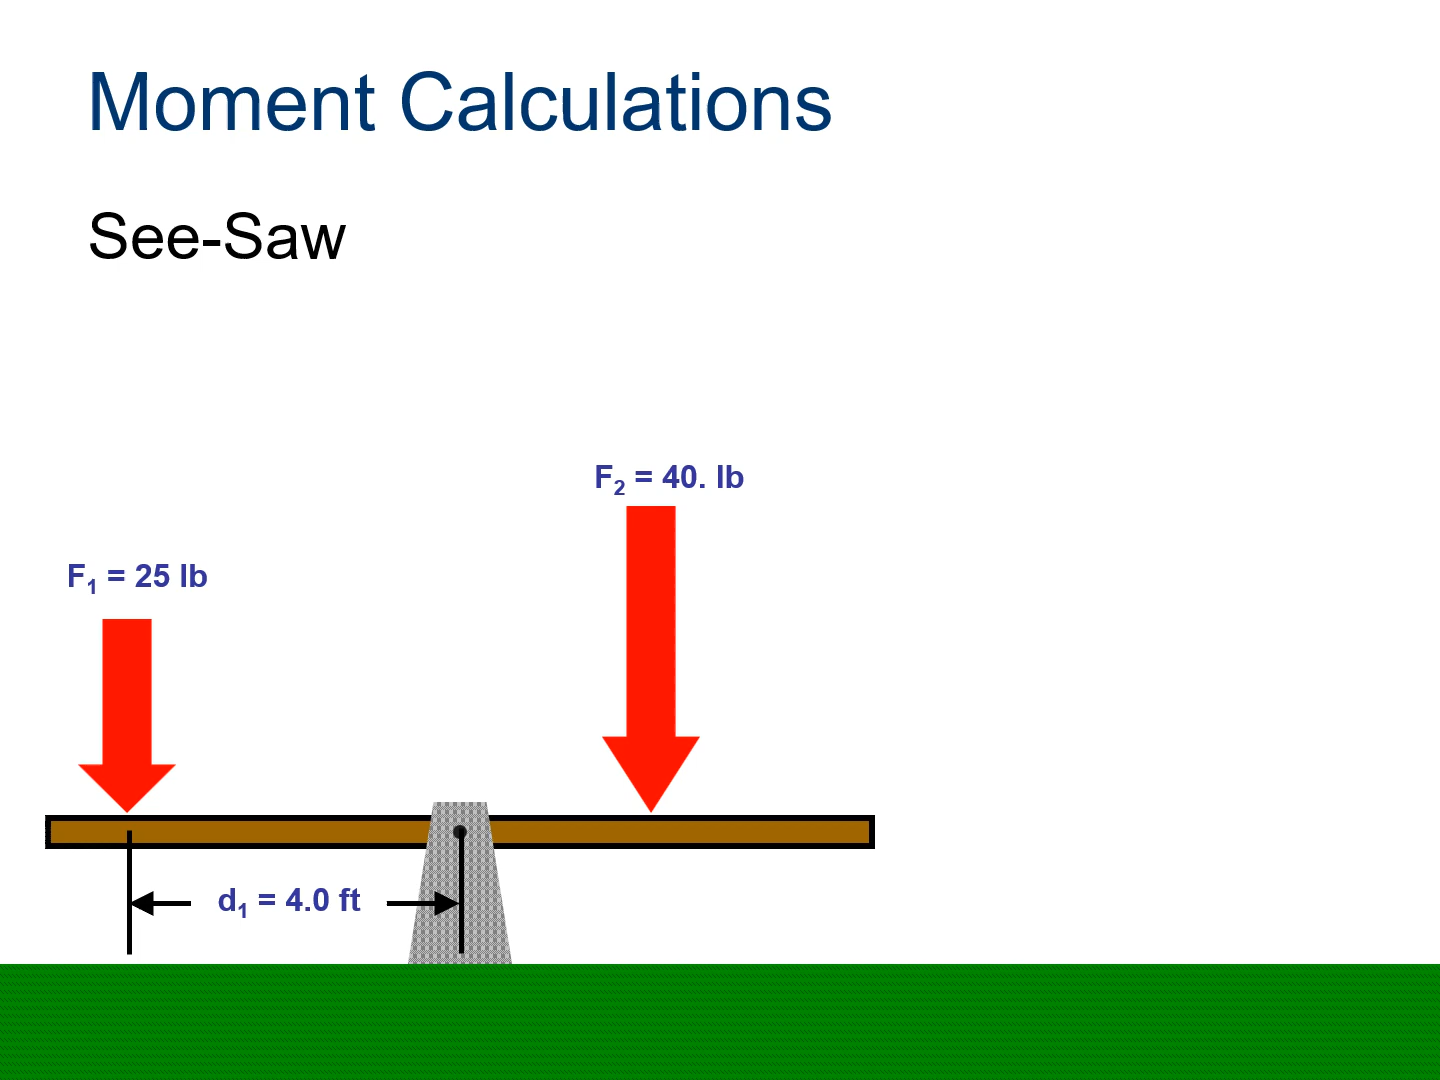 Moment Calculations
See-Saw
F₂ = 40. lb
F₁ = 25 lb
d₁ = 4.0 ft